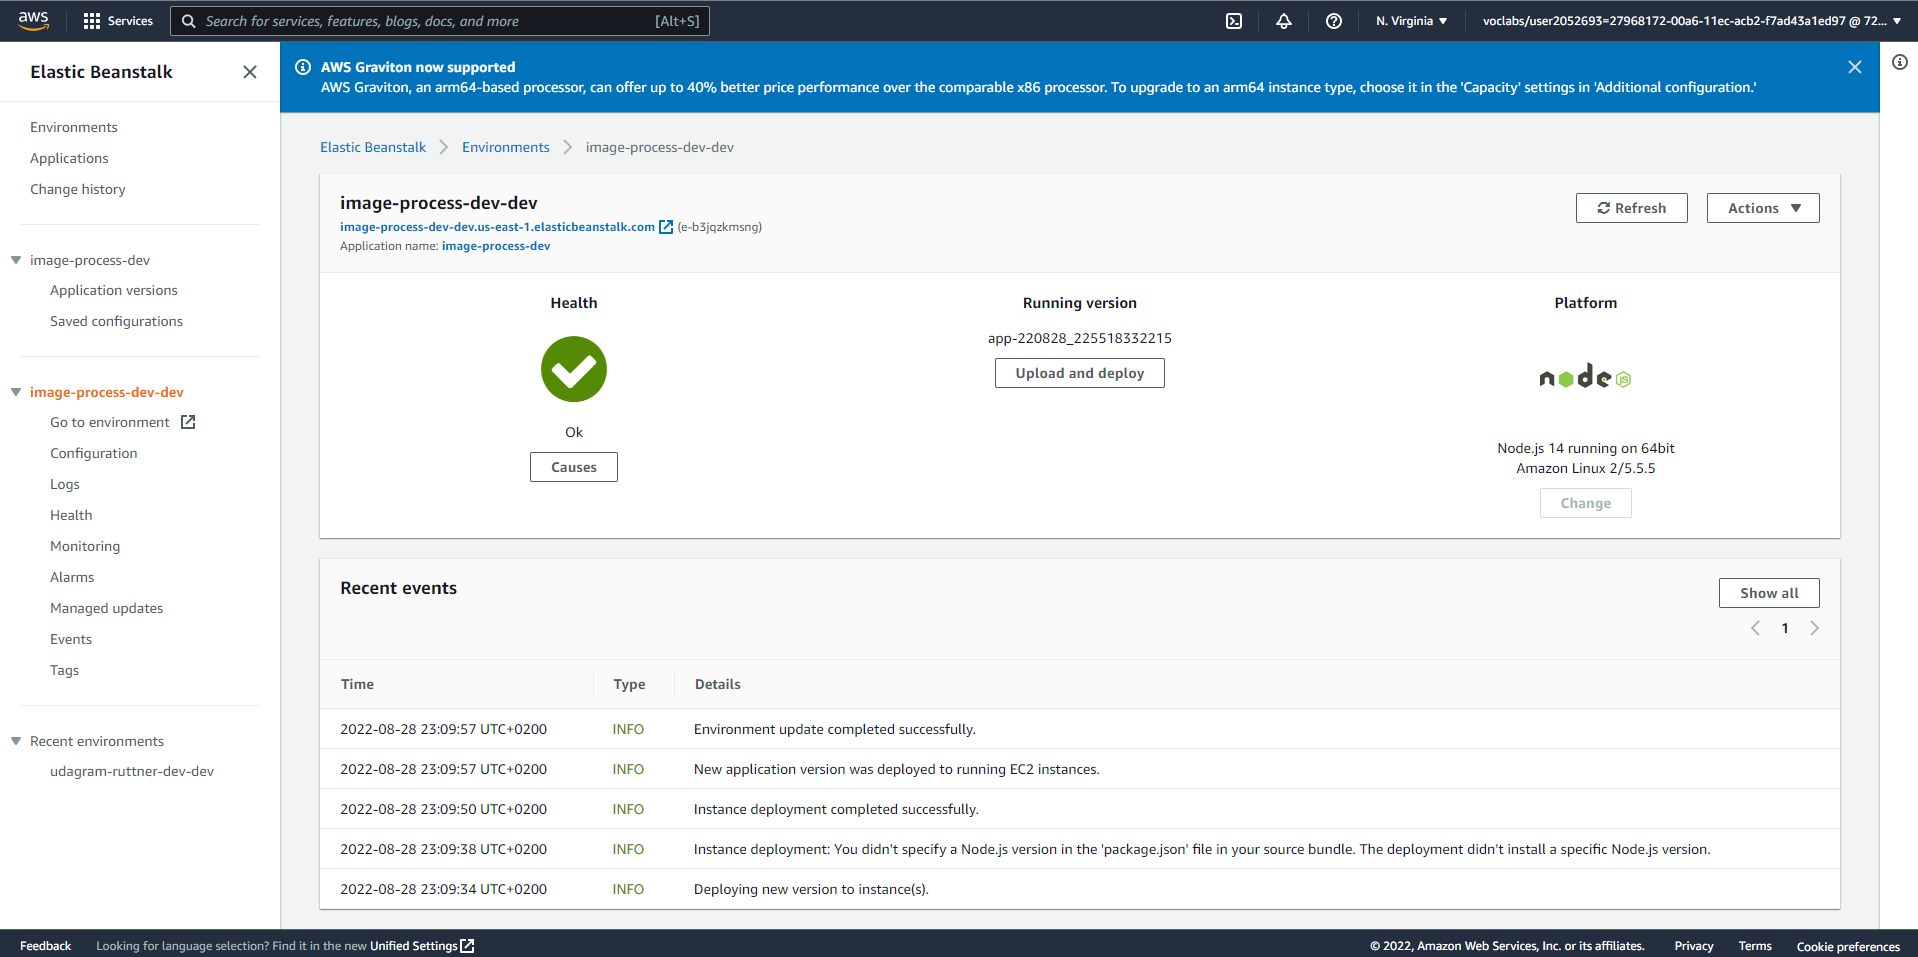 aws
Services
Search for services, features, blogs, docs, and more
[Alt+S]
N. Virginia
voclabs/user2052693=27968172-00a6-11ec-acb2-f7ad43a1ed97 @ 72...
Elastic Beanstalk
Environments
Applications
Change history
image-process-dev
Application versions
Saved configurations
image-process-dev-dev
Go to environment
Configuration
Logs
Health
Monitoring
Alarms
Managed updates
Events
Tags
Recent environments
udagram-ruttner-dev-dev
AWS Graviton now supported
AWS Graviton, an arm64-based processor, can offer up to 40% better price performance over the comparable x86 processor. To upgrade to an arm64 instance type, choose it in the 'Capacity' settings in 'Additional configuration.'
Elastic Beanstalk
Environments
image-process-dev-dev
image-process-dev-dev
image-process-dev-dev.us-east-1.elasticbeanstalk.com (e-b3jqzkmsng)
Application name: image-process-dev
Refresh
Actions
Health
Ok
Causes
Running version
app-220828_225518332215
Upload and deploy
Platform
node JS
Node.js 14 running on 64bit
Amazon Linux 2/5.5.5
Change
Recent events
Show all
1
Time Type Details
2022-08-28 23:09:57 UTC+0200 INFO Environment update completed successfully.
2022-08-28 23:09:57 UTC+0200 INFO New application version was deployed to running EC2 instances.
2022-08-28 23:09:50 UTC+0200 INFO Instance deployment completed successfully.
2022-08-28 23:09:38 UTC+0200 INFO Instance deployment: You didn't specify a Node.js version in the 'package.json' file in your source bundle. The deployment didn't install a specific Node.js version.
2022-08-28 23:09:34 UTC+0200 INFO Deploying new version to instance(s).
Feedback
Looking for language selection? Find it in the new Unified Settings
© 2022, Amazon Web Services, Inc. or its affiliates.
Privacy
Terms
Cookie preferences